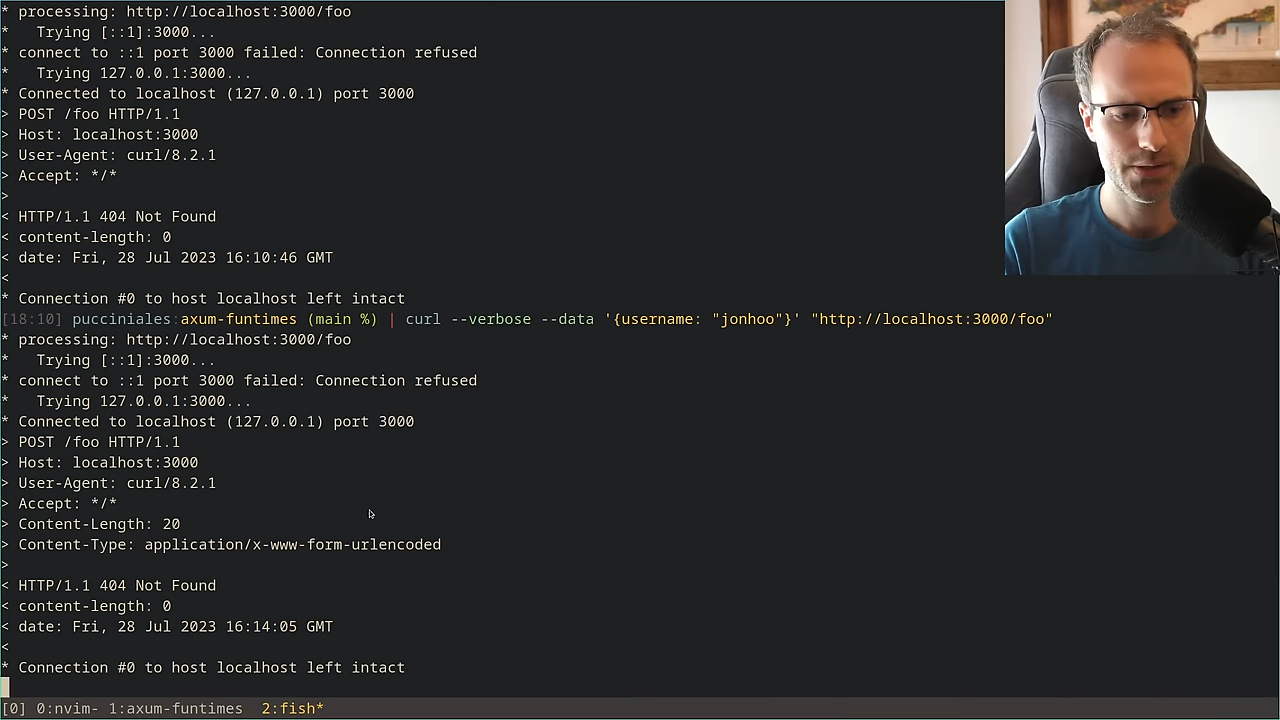 * processing: http://localhost:3000/foo
*   Trying [::1]:3000...
* connect to ::1 port 3000 failed: Connection refused
*   Trying 127.0.0.1:3000...
* Connected to localhost (127.0.0.1) port 3000
> POST /foo HTTP/1.1
> Host: localhost:3000
> User-Agent: curl/8.2.1
> Accept: */*
>
< HTTP/1.1 404 Not Found
< content-length: 0
< date: Fri, 28 Jul 2023 16:10:46 GMT
<
* Connection #0 to host localhost left intact
[18:10] pucciniales:axum-funtimes (main %) | curl --verbose --data '{username: "jonhoo"}' "http://localhost:3000/foo"
* processing: http://localhost:3000/foo
*   Trying [::1]:3000...
* connect to ::1 port 3000 failed: Connection refused
*   Trying 127.0.0.1:3000...
* Connected to localhost (127.0.0.1) port 3000
> POST /foo HTTP/1.1
> Host: localhost:3000
> User-Agent: curl/8.2.1
> Accept: */*
> Content-Length: 20
> Content-Type: application/x-www-form-urlencoded
>
< HTTP/1.1 404 Not Found
< content-length: 0
< date: Fri, 28 Jul 2023 16:14:05 GMT
<
* Connection #0 to host localhost left intact
[0] 0:nvim- 1:axum-funtimes  2:fish*